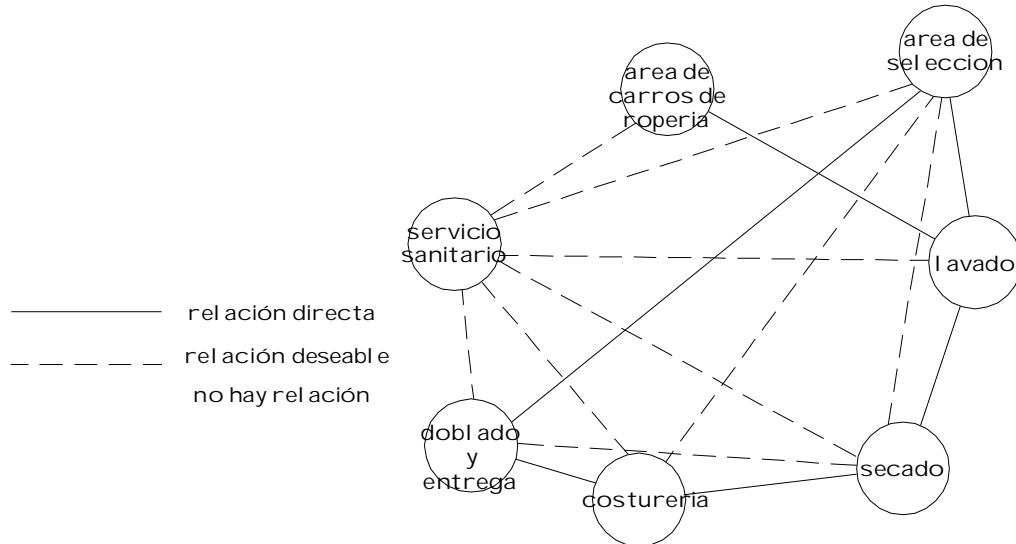 area de
seleccion
area de
carros de
roperia
servicio
sanitario
lavado
relación directa
relación deseable
no hay relación
doblado
y
entrega
costureria
secado